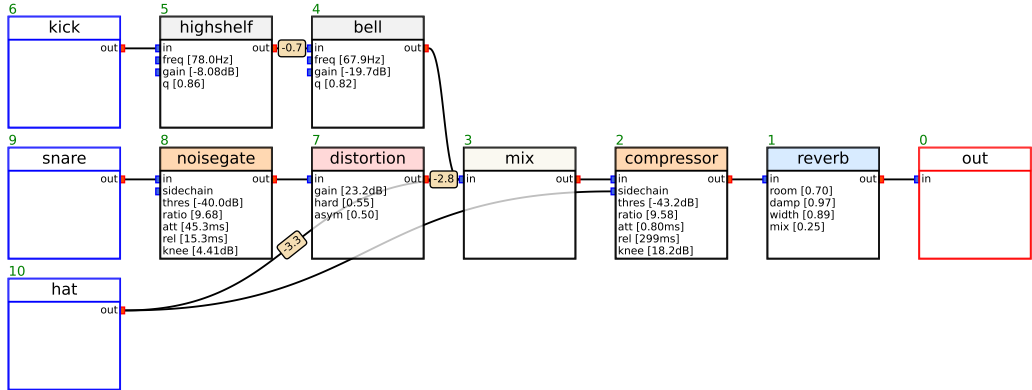 6
kick
out
5
highshelf
in out
freq [78.0Hz]
gain [-8.08dB]
q [0.86]
-0.7
4
bell
in out
freq [67.9Hz]
gain [-19.7dB]
q [0.82]
9
snare
out
8
noisegate
in out
sidechain
thres [-40.0dB]
ratio [9.68]
att [45.3ms]
rel [15.3ms]
knee [4.41dB]
7
distortion
in out
gain [23.2dB]
hard [0.55]
asym [0.50]
-2.8
-3.3
3
mix
in out
2
compressor
in out
sidechain
thres [-43.2dB]
ratio [9.58]
att [0.80ms]
rel [299ms]
knee [18.2dB]
1
reverb
in out
room [0.70]
damp [0.97]
width [0.89]
mix [0.25]
0
out
in
10
hat
out